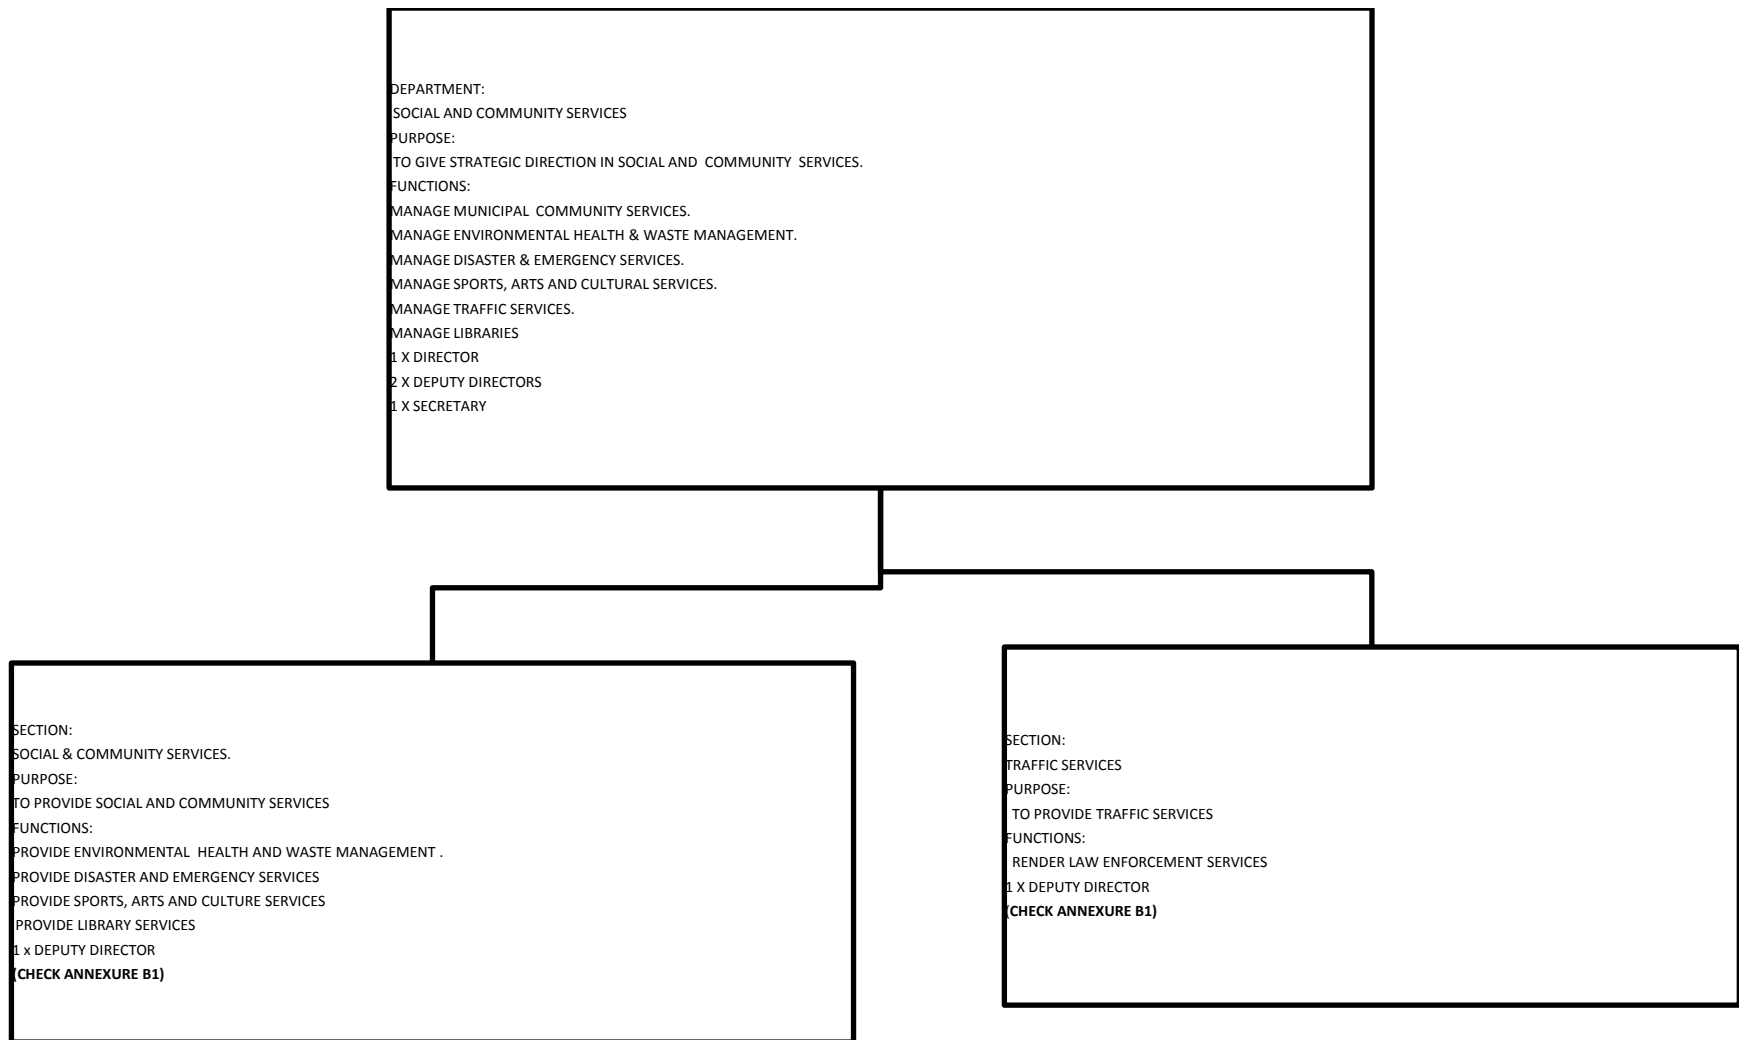 DEPARTMENT:
SOCIAL AND COMMUNITY SERVICES
PURPOSE:
TO GIVE STRATEGIC DIRECTION IN SOCIAL AND COMMUNITY SERVICES.
FUNCTIONS:
MANAGE MUNICIPAL COMMUNITY SERVICES.
MANAGE ENVIRONMENTAL HEALTH & WASTE MANAGEMENT.
MANAGE DISASTER & EMERGENCY SERVICES.
MANAGE SPORTS, ARTS AND CULTURAL SERVICES.
MANAGE TRAFFIC SERVICES.
MANAGE LIBRARIES
1 X DIRECTOR
2 X DEPUTY DIRECTORS
1 X SECRETARY
SECTION:
SOCIAL & COMMUNITY SERVICES.
PURPOSE:
TO PROVIDE SOCIAL AND COMMUNITY SERVICES
FUNCTIONS:
PROVIDE ENVIRONMENTAL HEALTH AND WASTE MANAGEMENT .
PROVIDE DISASTER AND EMERGENCY SERVICES
PROVIDE SPORTS, ARTS AND CULTURE SERVICES
PROVIDE LIBRARY SERVICES
1 x DEPUTY DIRECTOR
(CHECK ANNEXURE B1)
SECTION:
TRAFFIC SERVICES
PURPOSE:
TO PROVIDE TRAFFIC SERVICES
FUNCTIONS:
RENDER LAW ENFORCEMENT SERVICES
1 X DEPUTY DIRECTOR
(CHECK ANNEXURE B1)